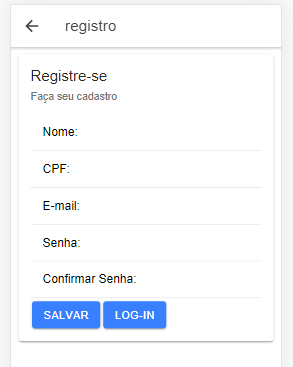 registro
Registre-se
Faça seu cadastro
Nome:
CPF:
E-mail:
Senha:
Confirmar Senha:
SALVAR LOG-IN